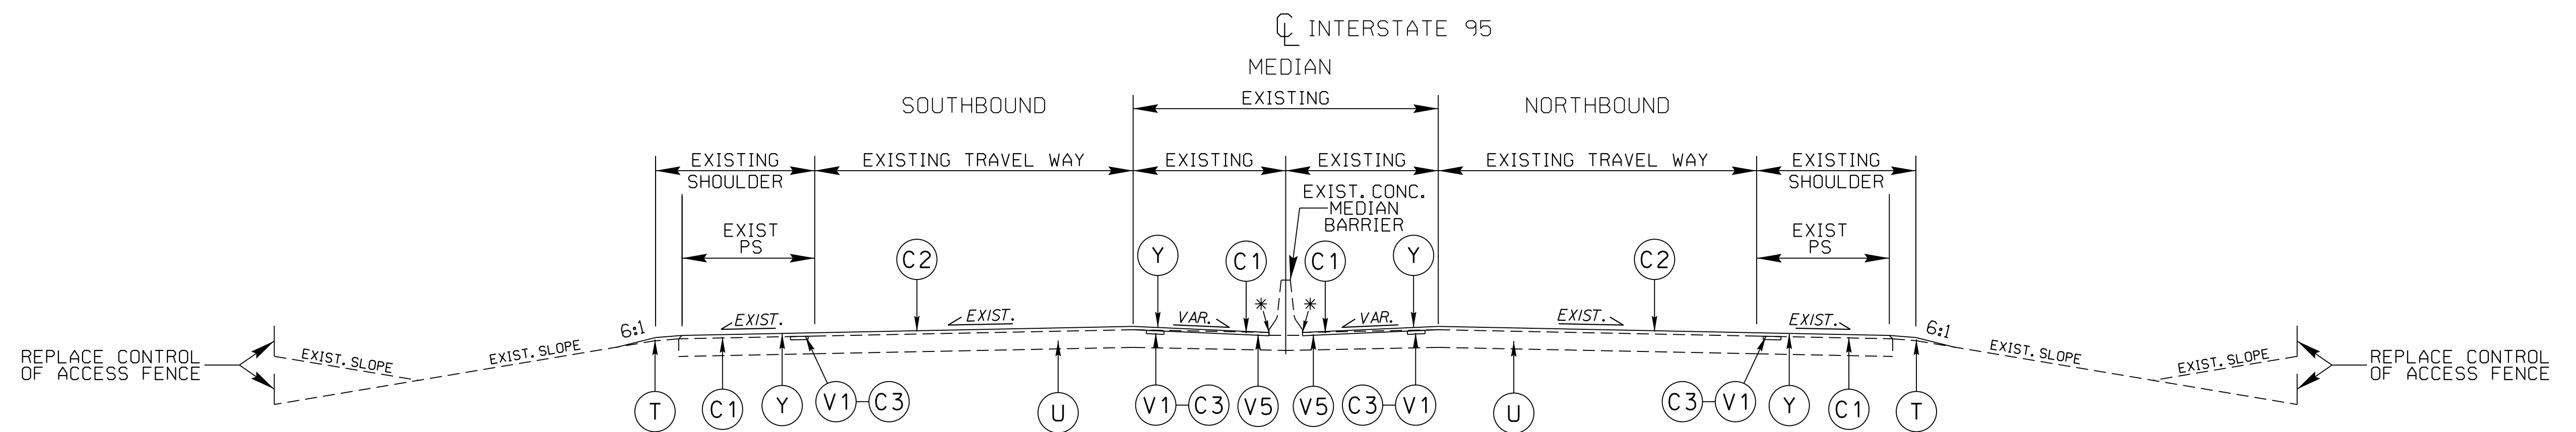 CL INTERSTATE 95
MEDIAN
EXISTING
SOUTHBOUND
NORTHBOUND
EXISTING
SHOULDER
EXISTING TRAVEL WAY
EXISTING
EXISTING
EXISTING TRAVEL WAY
EXISTING
SHOULDER
EXIST. CONC.
MEDIAN
BARRIER
EXIST
PS
EXIST
PS
C2
Y
C1
C1
Y
C2
*
*
6:1
EXIST.
EXIST.
VAR.
VAR.
EXIST.
EXIST.
6:1
REPLACE CONTROL
OF ACCESS FENCE
EXIST. SLOPE
EXIST. SLOPE
EXIST. SLOPE
EXIST. SLOPE
REPLACE CONTROL
OF ACCESS FENCE
T
C1
Y
V1
C3
U
V1
C3
V5
V5
C3
V1
U
C3
V1
Y
C1
T